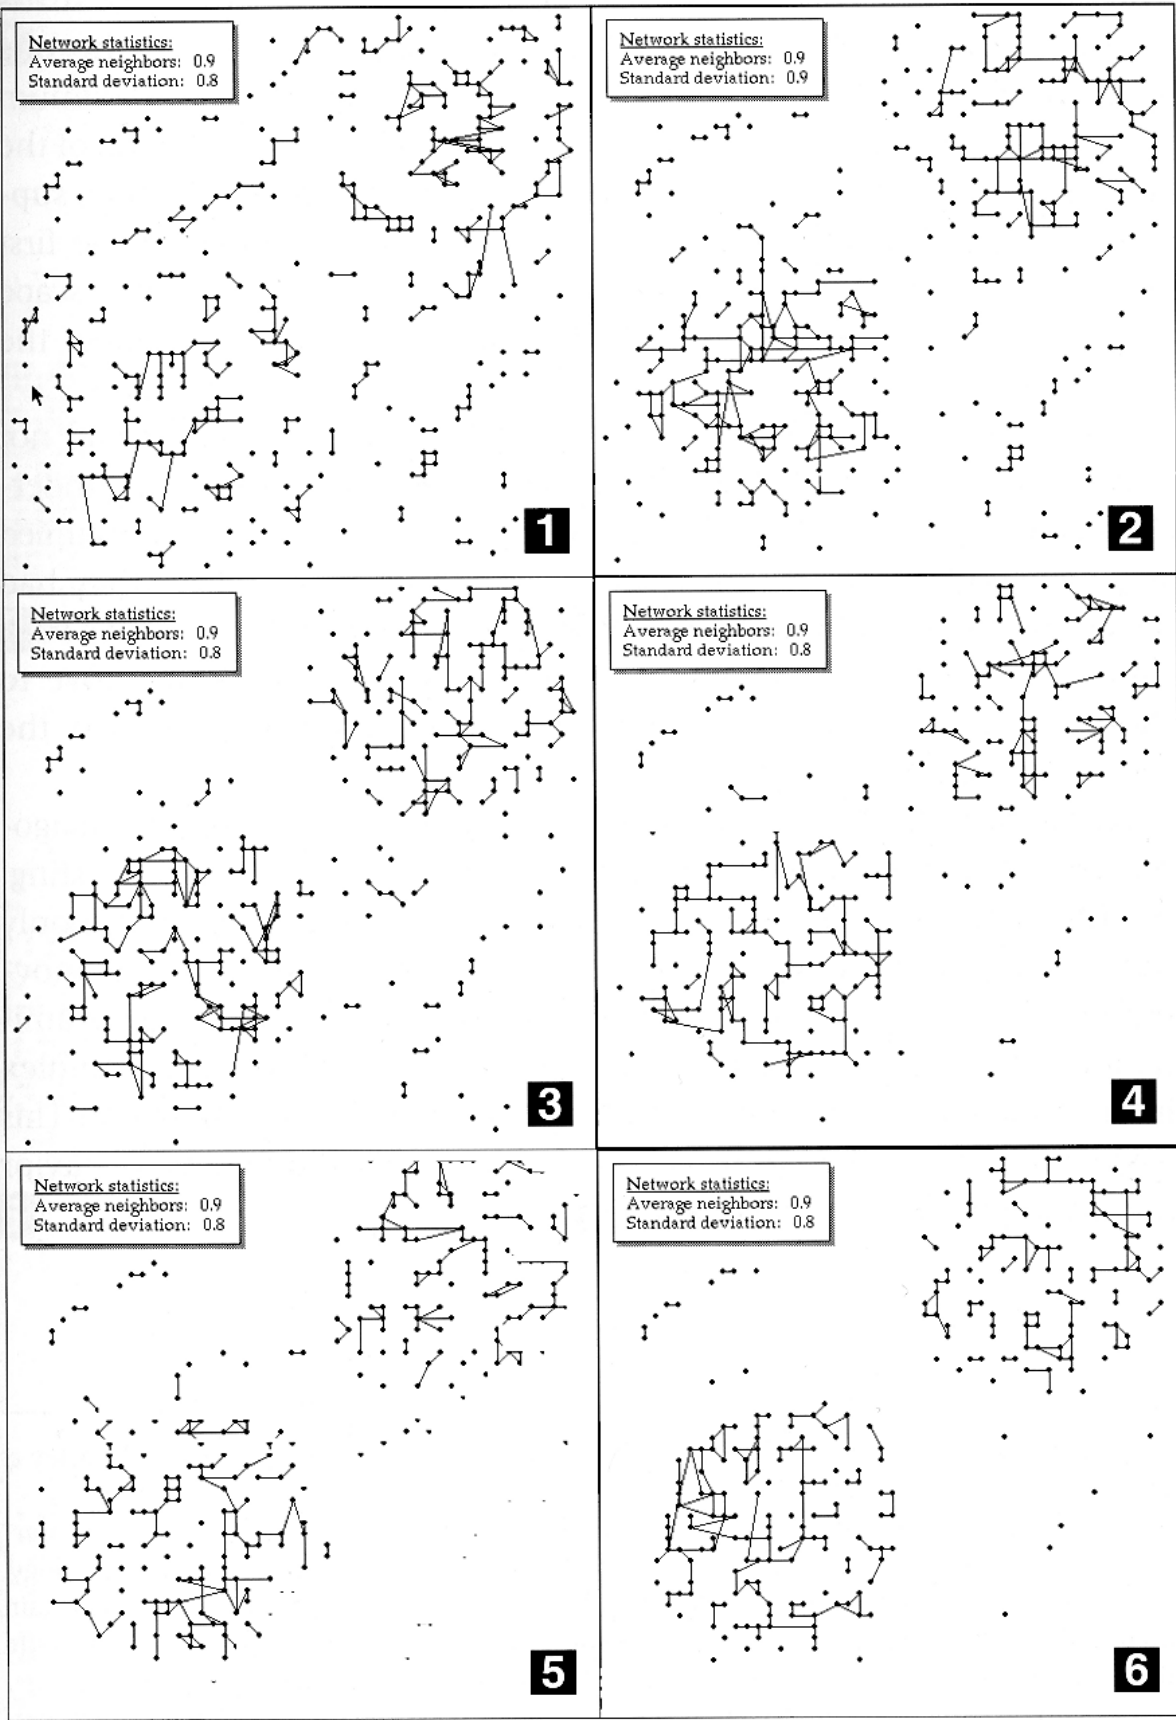 Network statistics:
Average neighbors: 0.9
Standard deviation: 0.8
1
Network statistics:
Average neighbors: 0.9
Standard deviation: 0.9
2
Network statistics:
Average neighbors: 0.9
Standard deviation: 0.8
3
Network statistics:
Average neighbors: 0.9
Standard deviation: 0.8
4
Network statistics:
Average neighbors: 0.9
Standard deviation: 0.8
5
Network statistics:
Average neighbors: 0.9
Standard deviation: 0.8
6